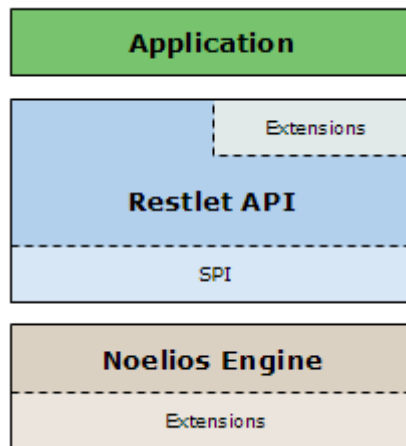 Application
Extensions
Restlet API
SPI
Noelios Engine
Extensions